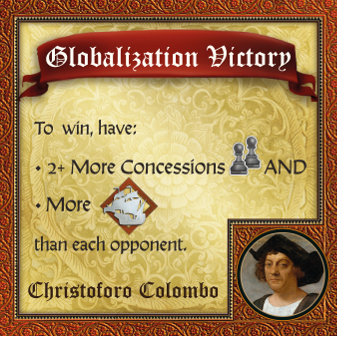 Globalization Victory
To win, have:
• 2+ More Concessions AND
• More
than each opponent.
Christoforo Colombo